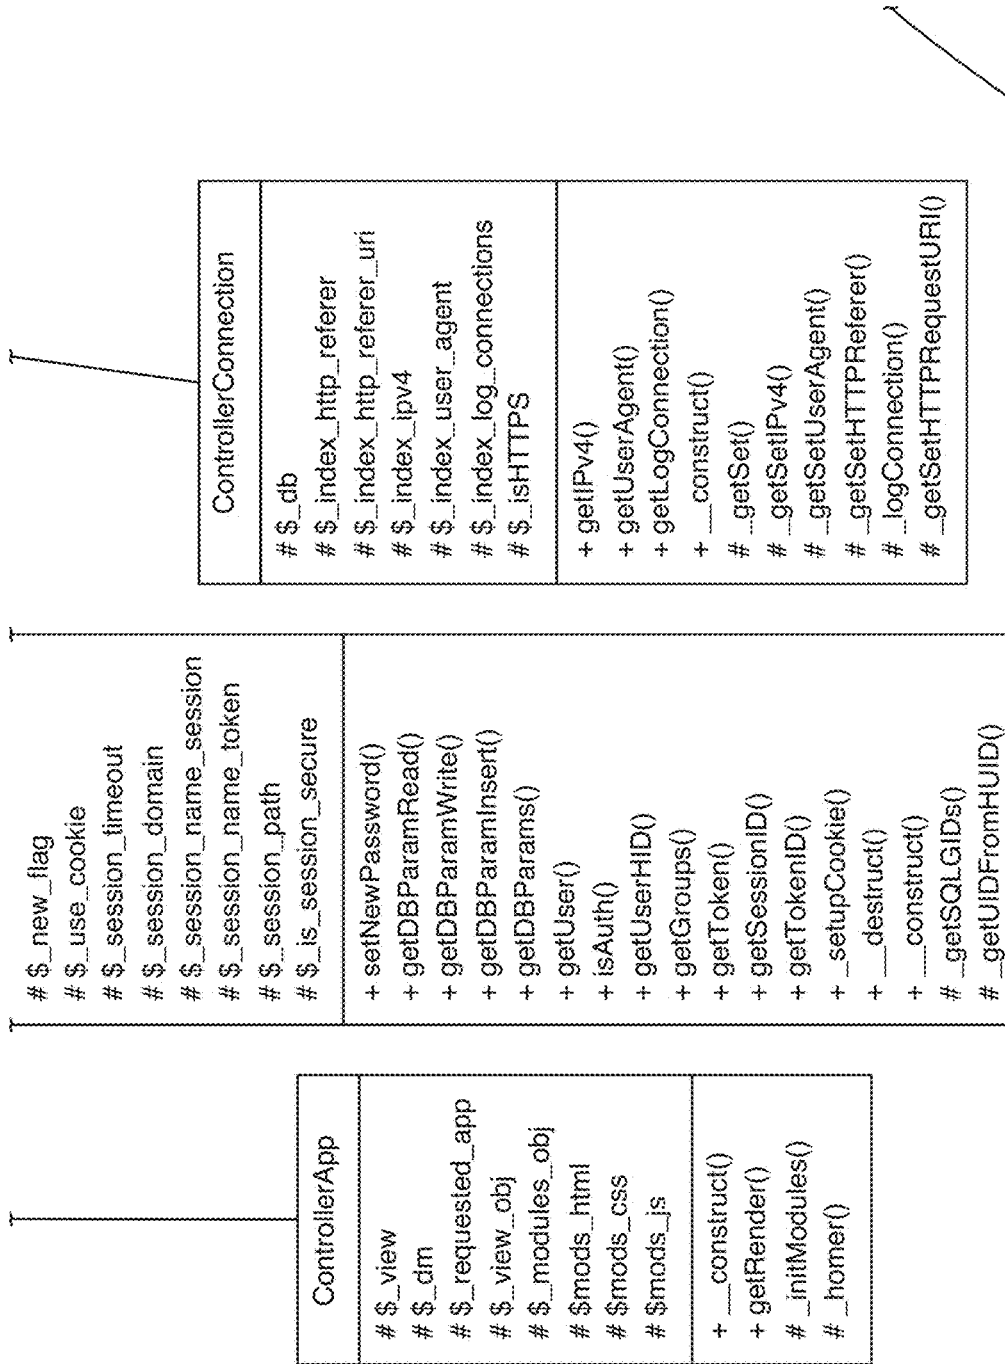 ControllerApp
# $_view
# $_dm
# $_requested_app
# $_view_obj
# $_modules_obj
# $mods_html
# $mods_css
# $mods_js
+ __construct()
+ getRender()
# _initModules()
# _homer()
# $_new_flag
# $_use_cookie
# $_session_timeout
# $_session_domain
# $_session_name_session
# $_session_name_token
# $_session_path
# $_is_session_secure
+ setNewPassword()
+ getDBParamRead()
+ getDBParamWrite()
+ getDBParamInsert()
+ getDBParams()
+ getUser()
+ isAuth()
+ getUserHID()
+ getGroups()
+ getToken()
+ getSessionID()
+ getTokenID()
+ _setupCookie()
+ __destruct()
+ __construct()
# _getSQLGIDs()
# _getUIDFromHUID()
ControllerConnection
# $_db
# $_index_http_referer
# $_index_http_referer_uri
# $_index_ipv4
# $_index_user_agent
# $_index_log_connections
# $_isHTTPS
+ getIPv4()
+ getUserAgent()
+ getLogConnection()
+ __construct()
# _getSet()
# _getSetIPv4()
# _getSetUserAgent()
# _getSetHTTPReferer()
# _logConnection()
# _getSetHTTPRequestURI()